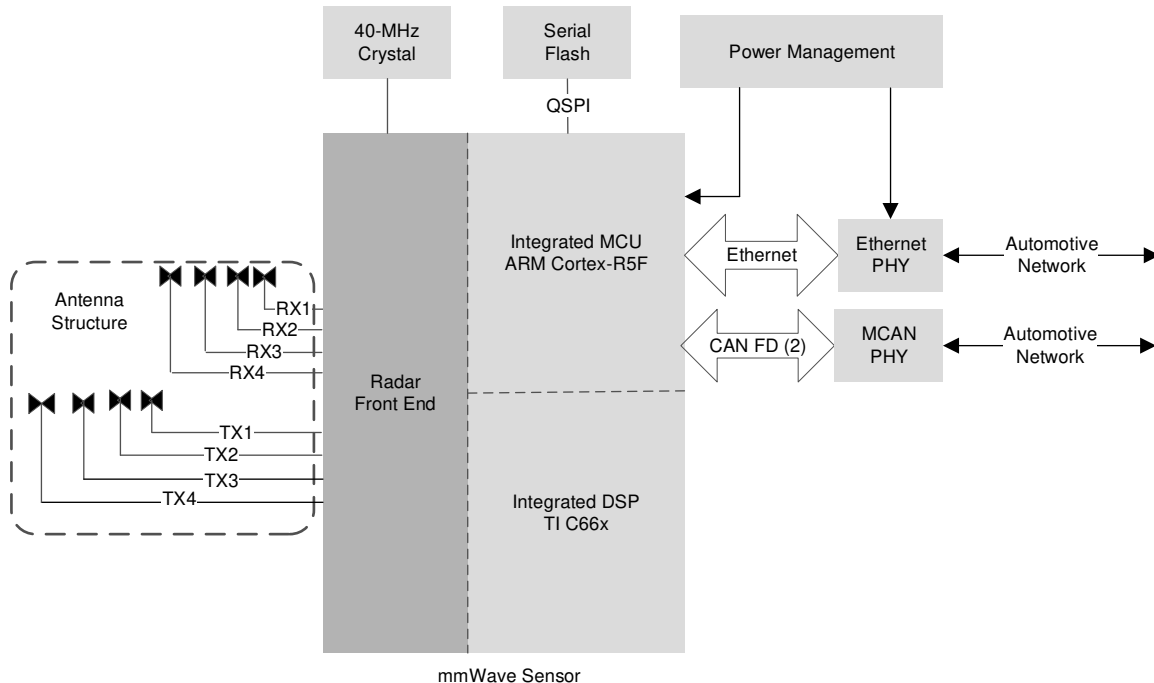 40-MHz
Crystal
Serial
Flash
Power Management
QSPI
Integrated MCU
ARM Cortex-R5F
Ethernet
Ethernet
PHY
Automotive
Network
Antenna
Structure
RX1
RX2
RX3
RX4
CAN FD (2)
MCAN
PHY
Automotive
Network
Radar
Front End
TX1
TX2
TX3
TX4
Integrated DSP
TI C66x
mmWave Sensor